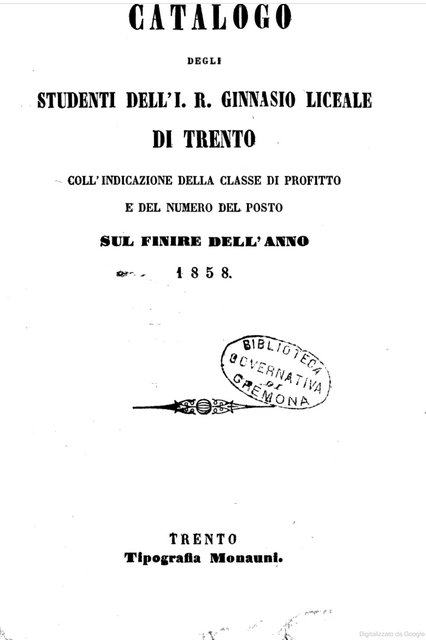 CATALOGO
DEGLI
STUDENTI DELL'I. R. GINNASIO LICEALE
DI TRENTO
COLL'INDICAZIONE DELLA CLASSE DI PROFITTO
E DEL NUMERO DEL POSTO
SUL FINIRE DELL'ANNO
1858.
BIBLIOTECA
GOVERNATIVA
DI
CREMONA
TRENTO
Tipografia Monauni.
Digitalizzato da Google